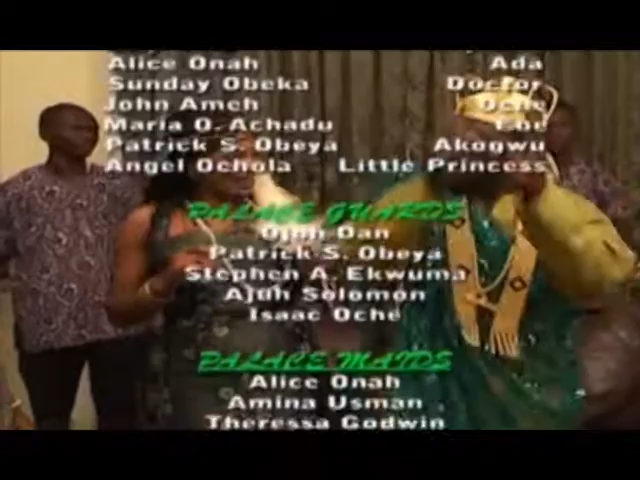 Alice Onah Ada
Sunday Obeka Doctor
John Ameh Oche
Maria O. Achadu
Patrick S. Obeya Akogwu
Angel Ochola Little Princess
PALACE GUARDS
Ojoh Dan
Patrick S. Obeya
Stephen A. Ekwuma
Ajuh Solomon
Isaac Oche
PALACE MAIDS
Alice Onah
Amina Usman
Theressa Godwin